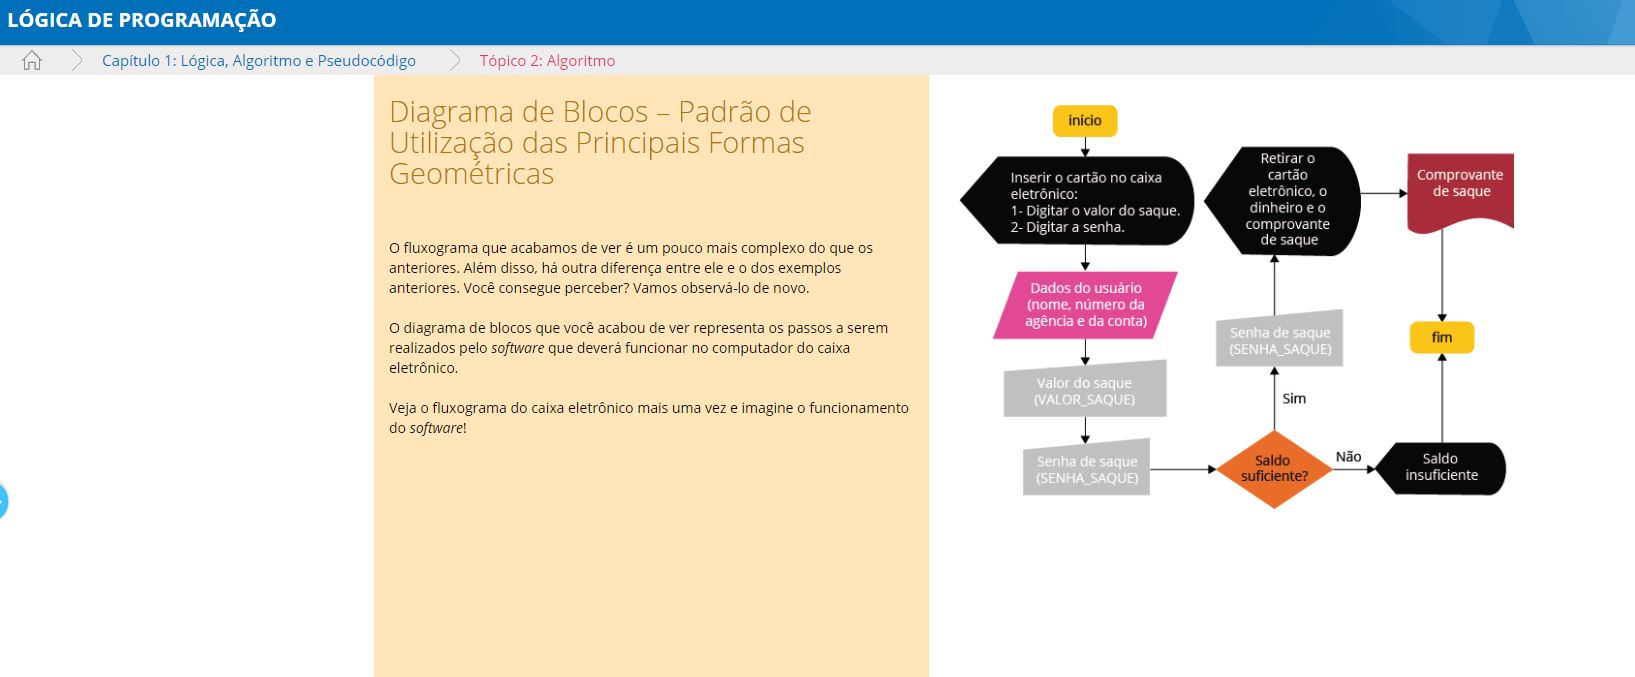 LÓGICA DE PROGRAMAÇÃO
Capítulo 1: Lógica, Algoritmo e Pseudocódigo
Tópico 2: Algoritmo
Diagrama de Blocos – Padrão de
Utilização das Principais Formas
Geométricas
O fluxograma que acabamos de ver é um pouco mais complexo do que os
anteriores. Além disso, há outra diferença entre ele e o dos exemplos
anteriores. Você consegue perceber? Vamos observá-lo de novo.
O diagrama de blocos que você acabou de ver representa os passos a serem
realizados pelo software que deverá funcionar no computador do caixa
eletrônico.
Veja o fluxograma do caixa eletrônico mais uma vez e imagine o funcionamento
do software!
início
Inserir o cartão no caixa
eletrônico:
1- Digitar o valor do saque.
2- Digitar a senha.
Dados do usuário
(nome, número da
agência e da conta)
Valor do saque
(VALOR_SAQUE)
Senha de saque
(SENHA_SAQUE)
Saldo
suficiente?
Sim
Senha de saque
(SENHA_SAQUE)
Retirar o
cartão
eletrônico, o
dinheiro e o
comprovante
de saque
Comprovante
de saque
Não
Saldo
insuficiente
fim